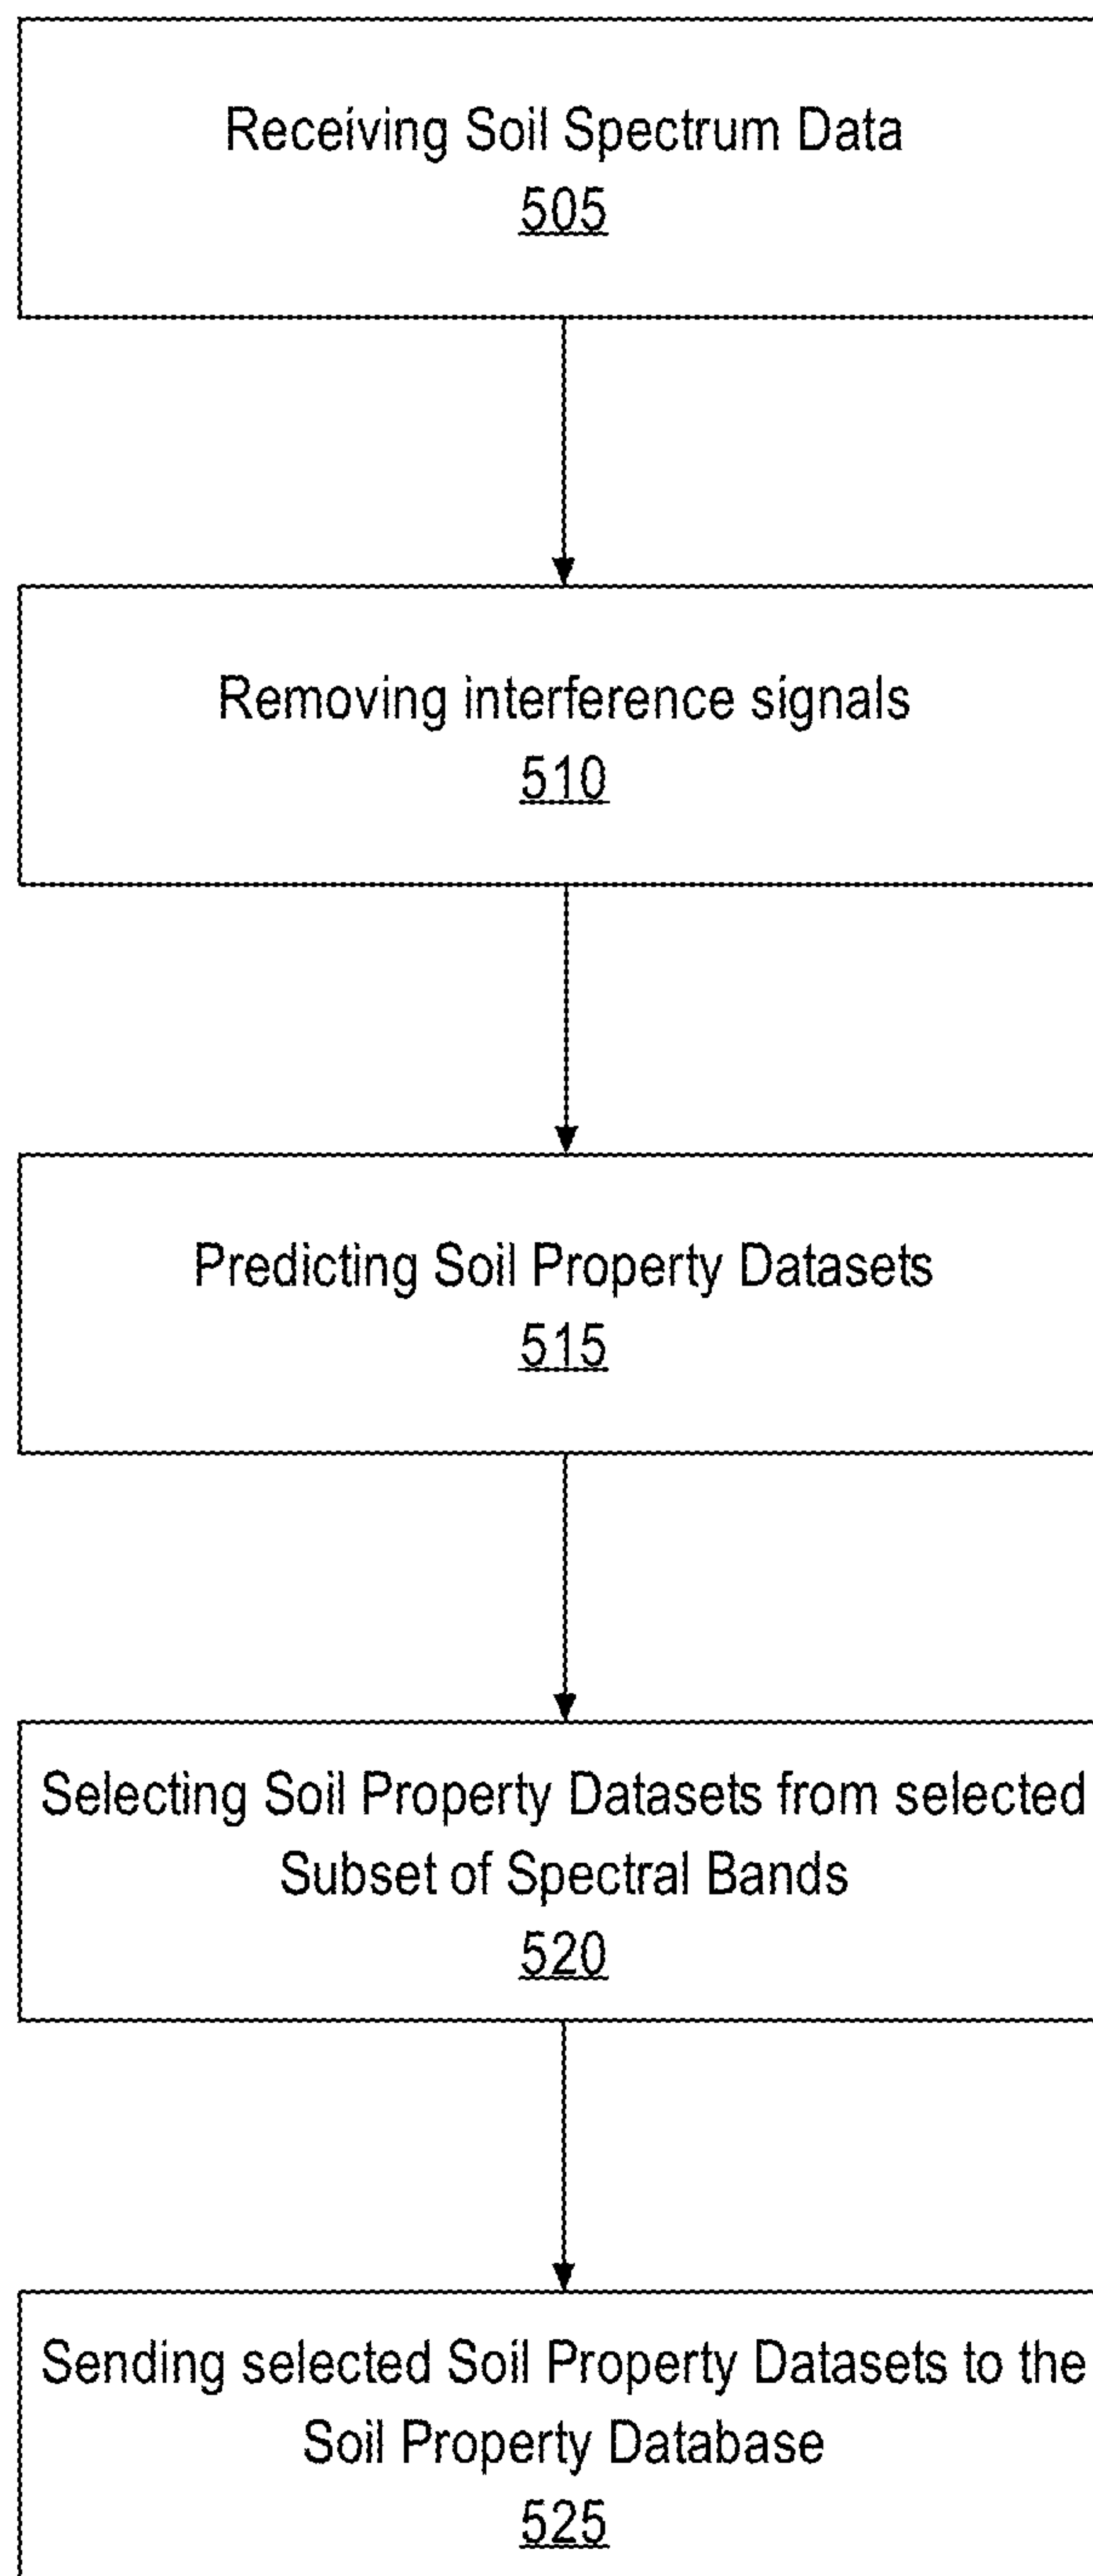 Receiving Soil Spectrum Data
505
Removing interference signals
510
Predicting Soil Property Datasets
515
Selecting Soil Property Datasets from selected
Subset of Spectral Bands
520
Sending selected Soil Property Datasets to the
Soil Property Database
525